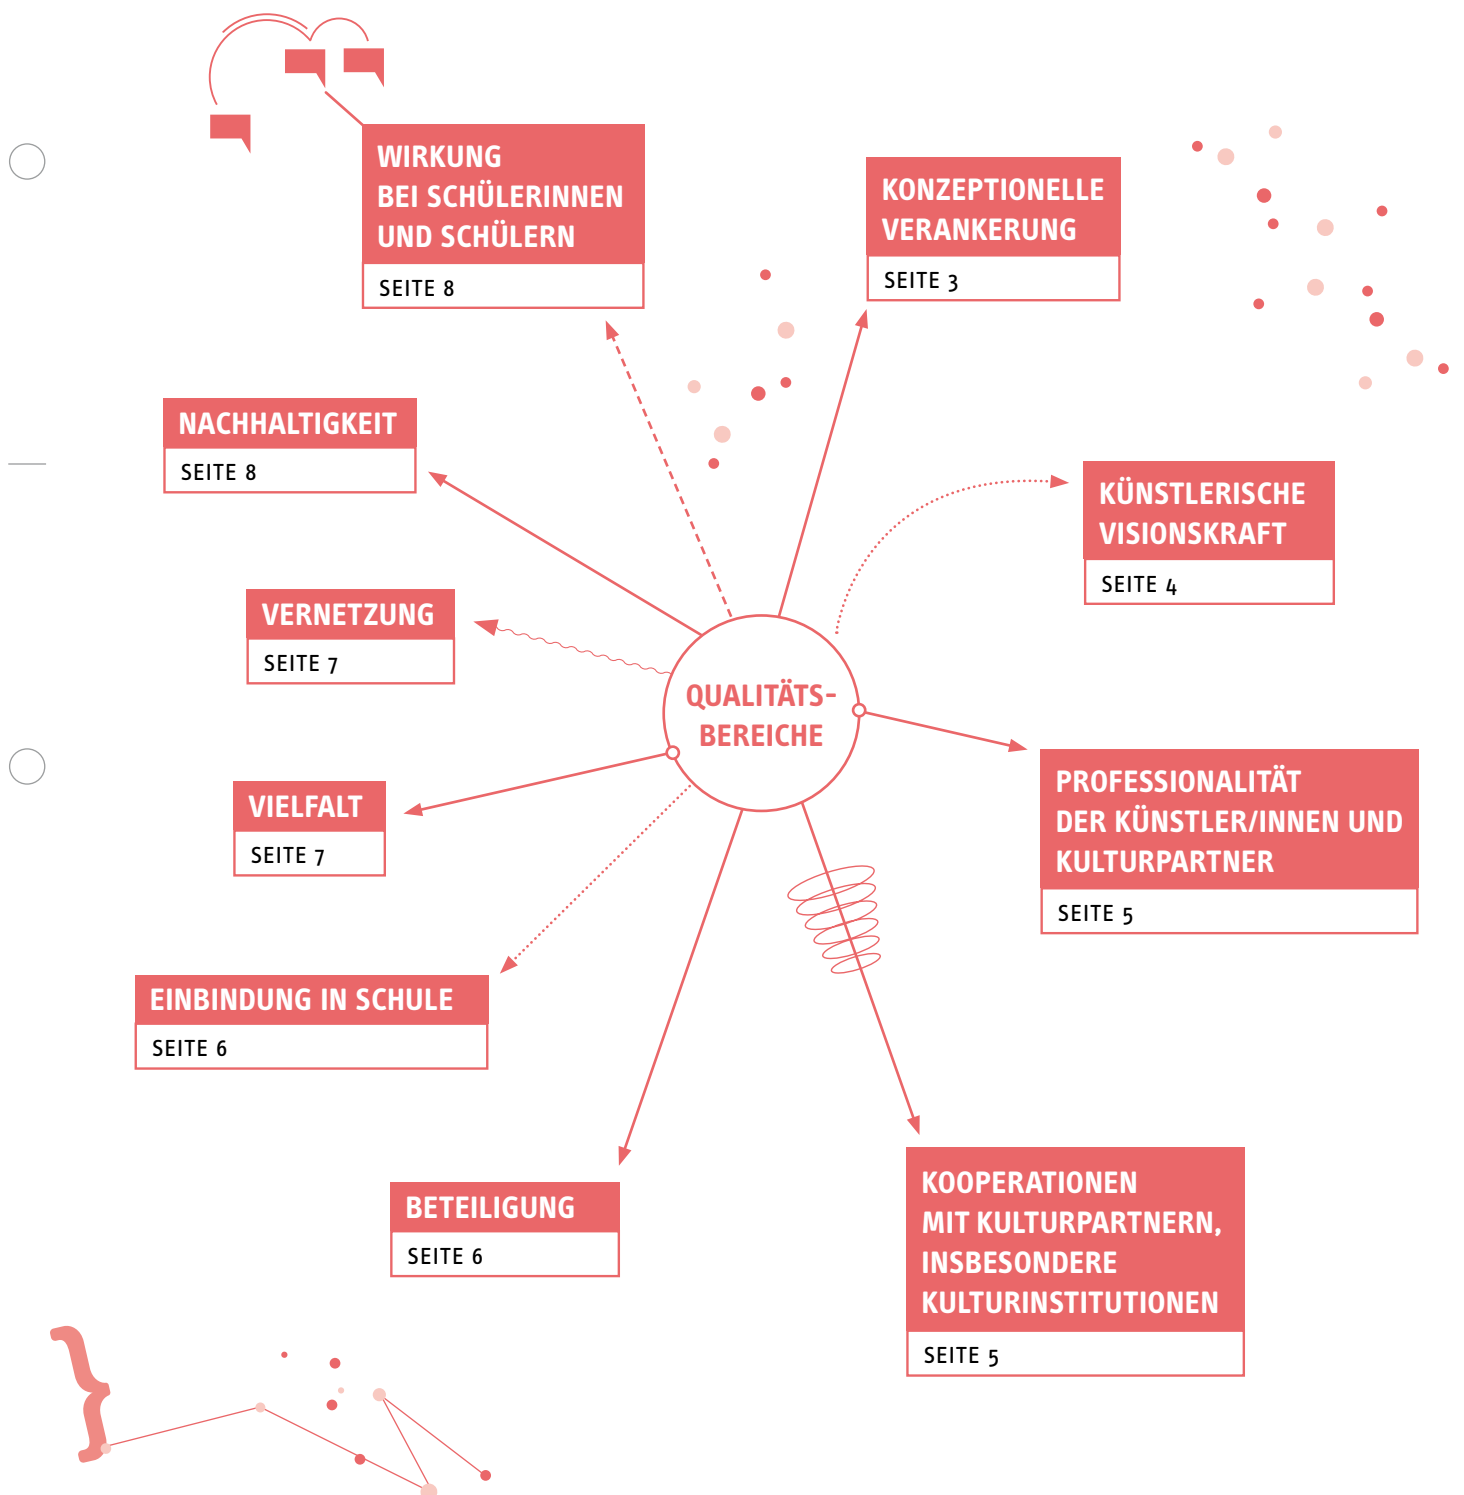 WIRKUNG
BEI SCHÜLERINNEN
UND SCHÜLERN
SEITE 8
KONZEPTIONELLE
VERANKERUNG
SEITE 3
NACHHALTIGKEIT
SEITE 8
KÜNSTLERISCHE
VISIONSKRAFT
SEITE 4
VERNETZUNG
SEITE 7
QUALITÄTS-
BEREICHE
PROFESSIONALITÄT
DER KÜNSTLER/INNEN UND
KULTURPARTNER
SEITE 5
VIELFALT
SEITE 7
EINBINDUNG IN SCHULE
SEITE 6
BETEILIGUNG
SEITE 6
KOOPERATIONEN
MIT KULTURPARTNERN,
INSBESONDERE
KULTURINSTITUTIONEN
SEITE 5